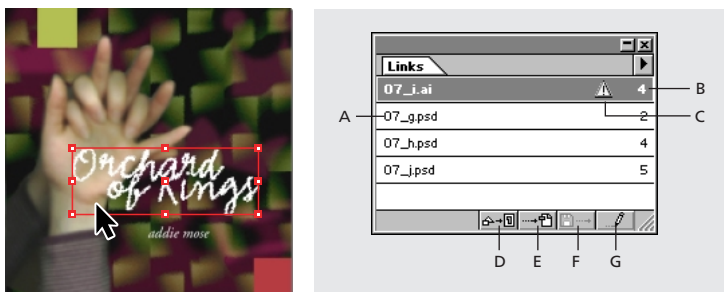 Orchard
of Kings
addie mose
Links
07_i.ai 4
07_g.psd 2
07_h.psd 4
07_j.psd 5
A
B
C
D E F G